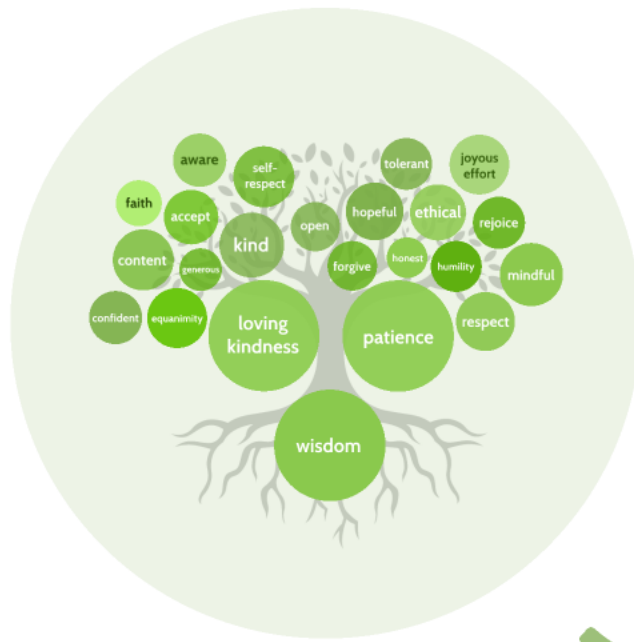 aware
self-
respect
tolerant
joyous
effort
faith
accept
open
hopeful
ethical
rejoice
kind
content
generous
forgive
honest
humility
mindful
confident
equanimity
loving
kindness
patience
respect
wisdom